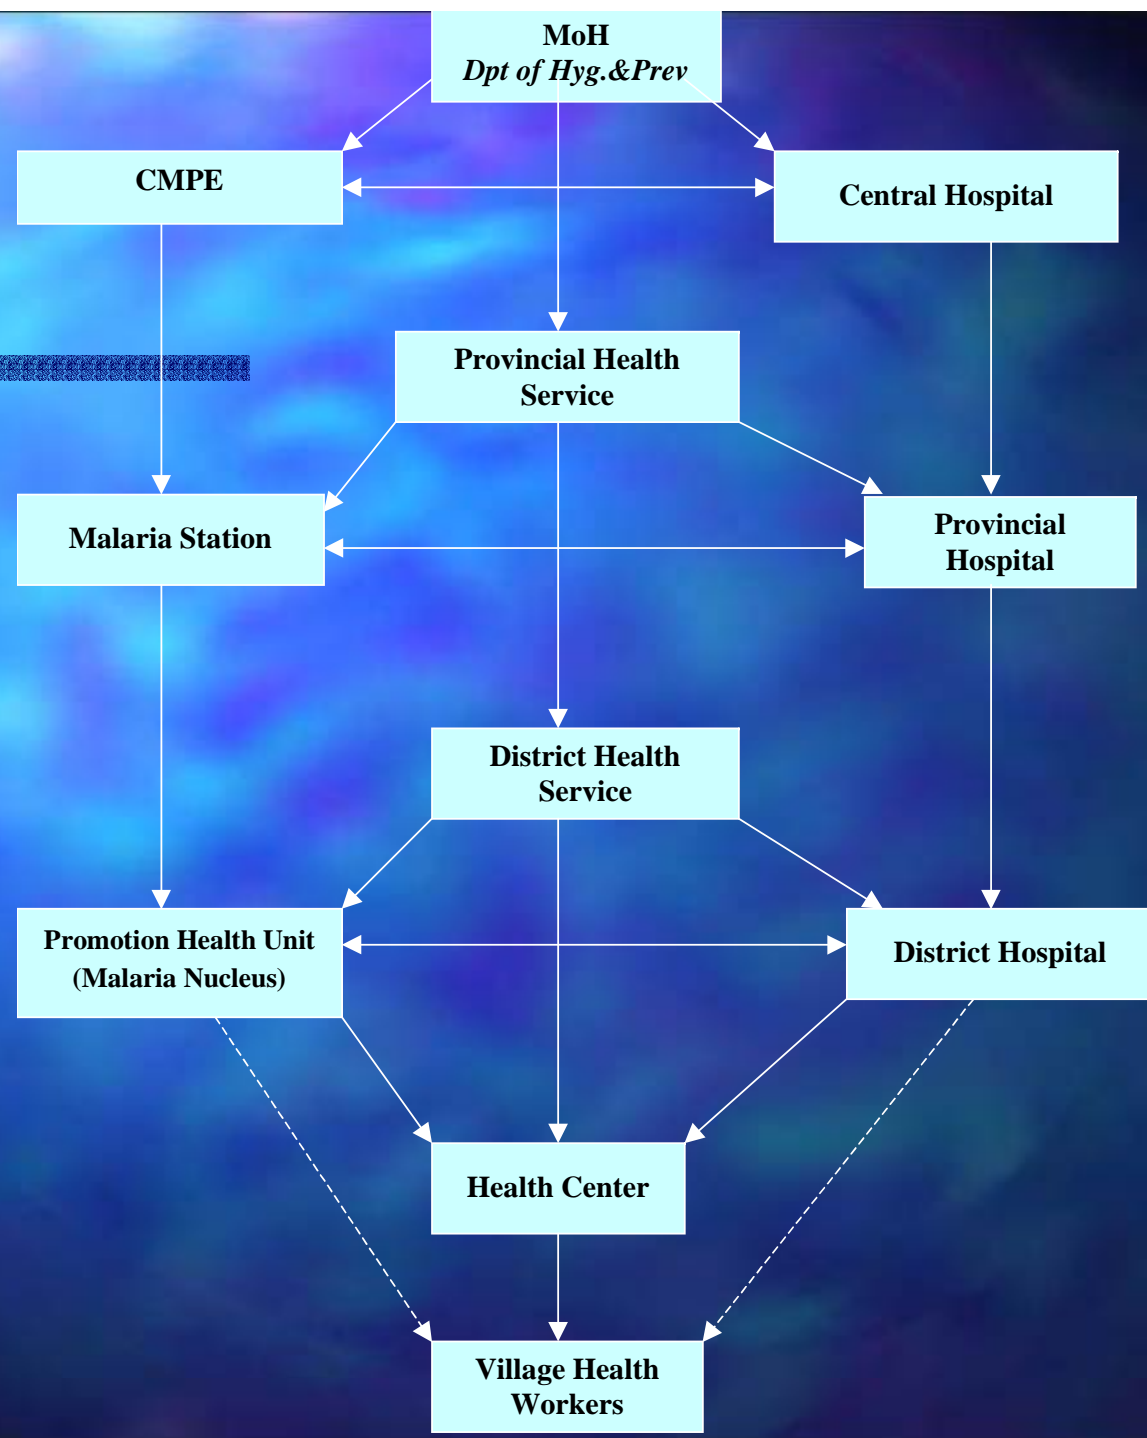 MoH
Dpt of Hyg.&Prev
CMPE
Central Hospital
Provincial Health
Service
Malaria Station
Provincial
Hospital
District Health
Service
Promotion Health Unit
(Malaria Nucleus)
District Hospital
Health Center
Village Health
Workers